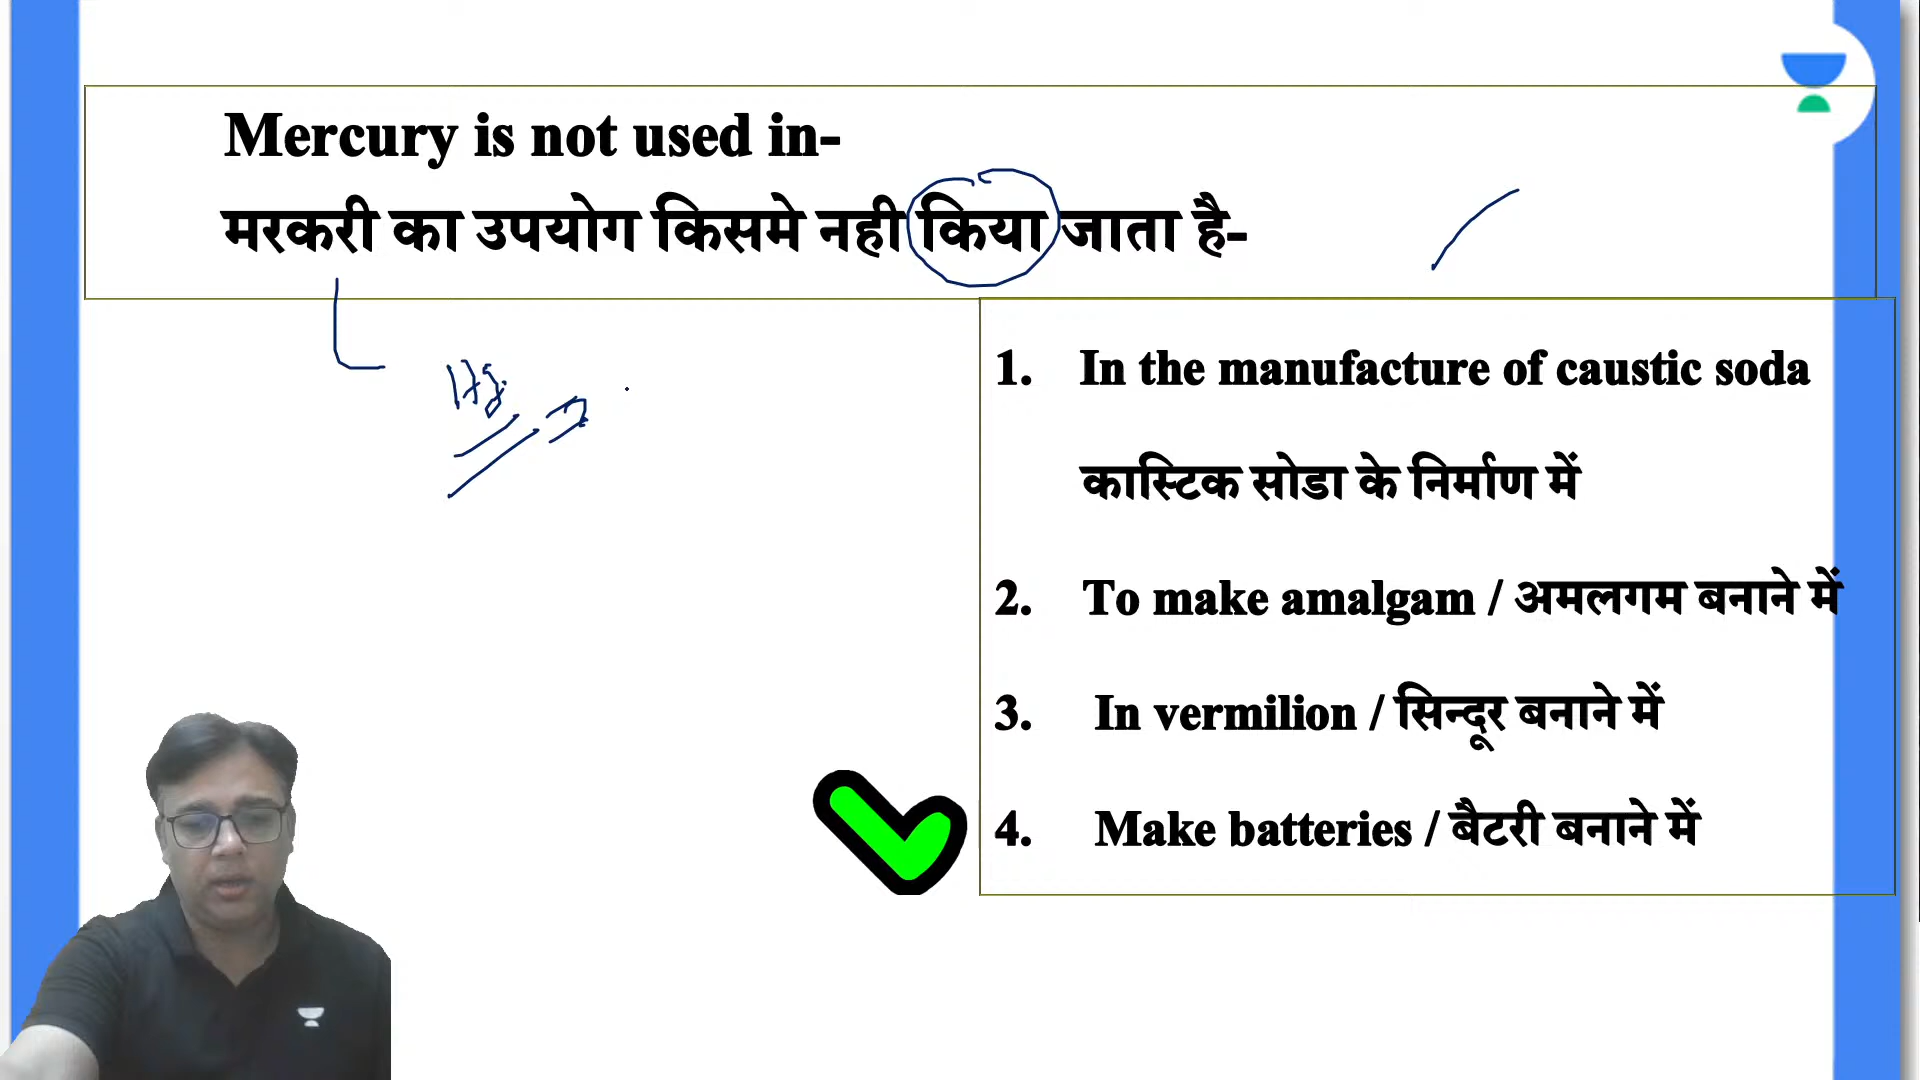 Mercury is not used in-
मरकरी का उपयोग किसमे नही किया जाता है-
Hg
1. In the manufacture of caustic soda
कास्टिक सोडा के निर्माण में
2. To make amalgam / अमलगम बनाने में
3. In vermilion / सिन्दूर बनाने में
4. Make batteries / बैटरी बनाने में